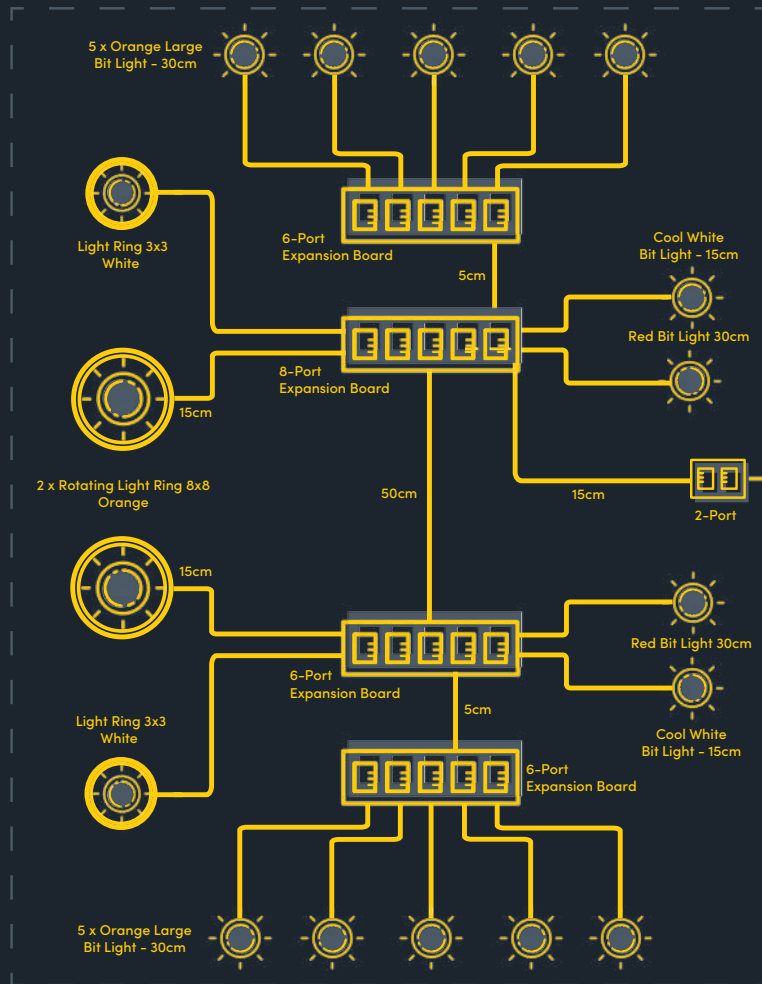 5 x Orange Large
Bit Light - 30cm
Light Ring 3x3
White
6-Port
Expansion Board
Cool White
Bit Light - 15cm
5cm
Red Bit Light 30cm
8-Port
Expansion Board
15cm
2 x Rotating Light Ring 8x8
Orange
50cm
15cm
2-Port
15cm
Red Bit Light 30cm
6-Port
Expansion Board
5cm
Light Ring 3x3
White
Cool White
Bit Light - 15cm
6-Port
Expansion Board
5 x Orange Large
Bit Light - 30cm